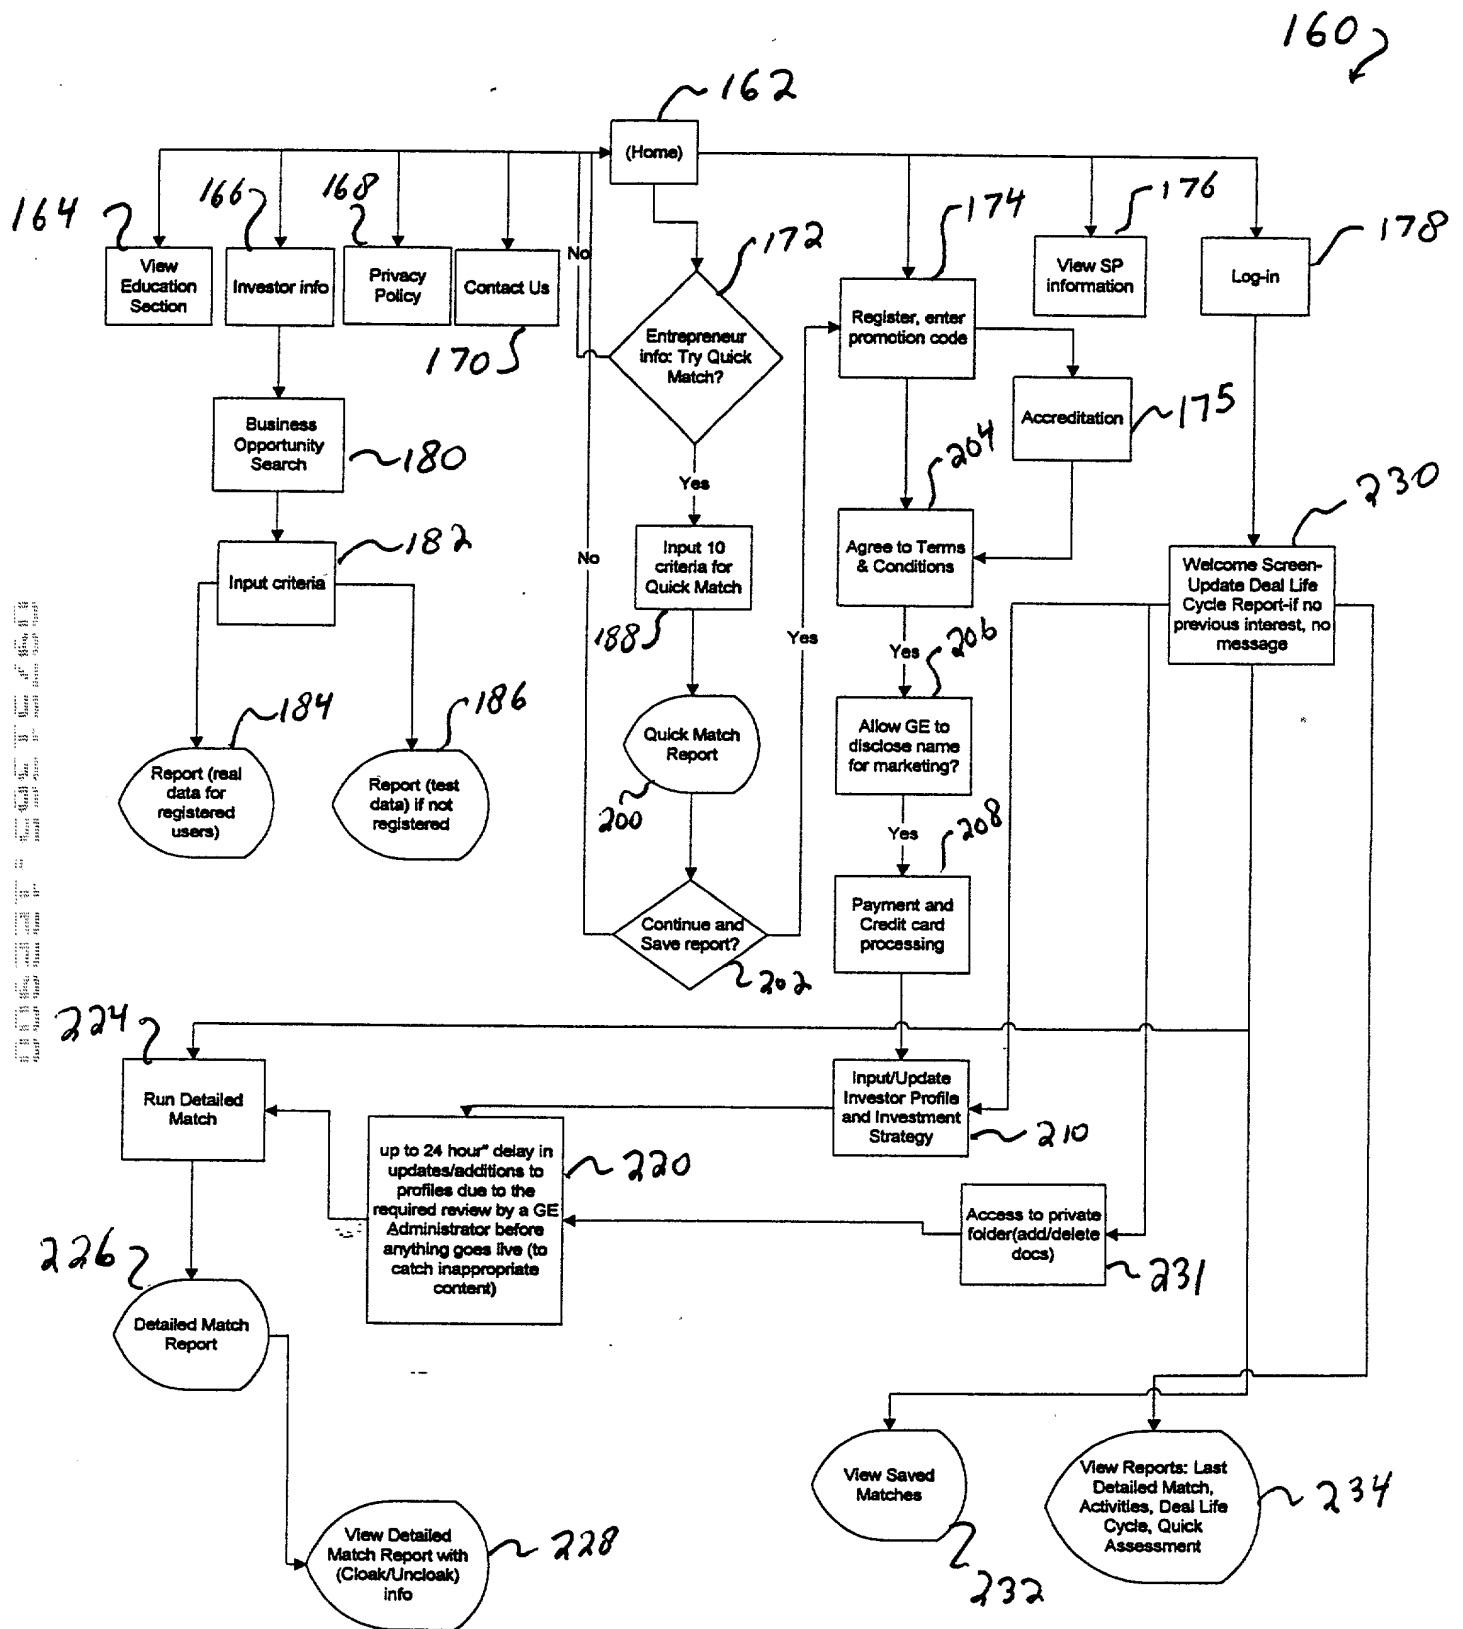 160
162
(Home)
164
166
168
170
172
174
176
178
View
Education
Section
Investor info
Privacy
Policy
Contact Us
No
Entrepreneur
info: Try Quick
Match?
Register, enter
promotion code
View SP
information
Log-in
Accreditation
175
Business
Opportunity
Search
180
Yes
204
230
Input criteria
182
No
Input 10
criteria for
Quick Match
188
Agree to Terms
& Conditions
Welcome Screen-
Update Deal Life
Cycle Report-if no
previous interest, no
message
Yes
Yes
206
184
186
Report (real
data for
registered
users)
Report (test
data) if not
registered
Quick Match
Report
200
Allow GE to
disclose name
for marketing?
Yes
208
Continue and
Save report?
202
Payment and
Credit card
processing
224
Run Detailed
Match
Input/Update
Investor Profile
and Investment
Strategy
210
up to 24 hour" delay in
updates/additions to
profiles due to the
required review by a GE
Administrator before
anything goes live (to
catch inappropriate
content)
220
Access to private
folder(add/delete
docs)
231
226
Detailed Match
Report
View Detailed
Match Report with
(Cloak/Uncloak)
info
228
View Saved
Matches
232
View Reports: Last
Detailed Match,
Activities, Deal Life
Cycle, Quick
Assessment
234